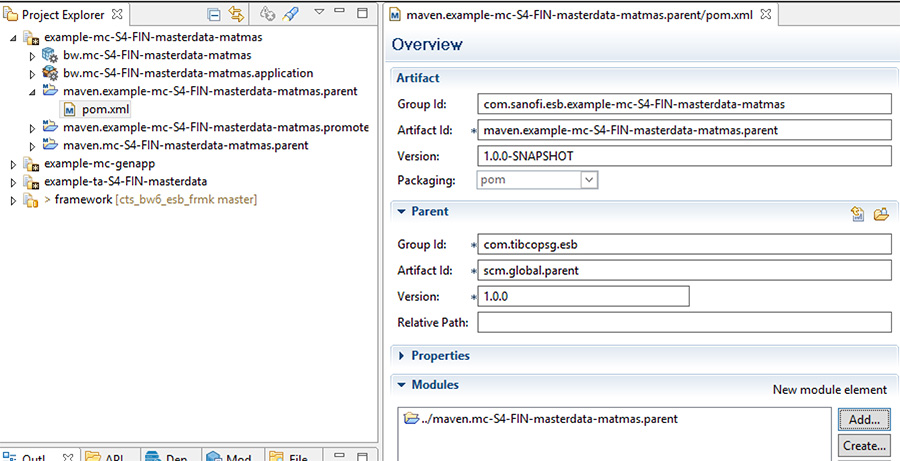 Project Explorer
example-mc-S4-FIN-masterdata-matmas
bw.mc-S4-FIN-masterdata-matmas
bw.mc-S4-FIN-masterdata-matmas.application
maven.example-mc-S4-FIN-masterdata-matmas.parent
pom.xml
maven.example-mc-S4-FIN-masterdata-matmas.promote
maven.mc-S4-FIN-masterdata-matmas.parent
example-mc-genapp
example-ta-S4-FIN-masterdata
> framework [cts_bw6_esb_frmk master]
Outl API Dep Mod File
maven.example-mc-S4-FIN-masterdata-matmas.parent/pom.xml
Overview
Artifact
Group Id: com.sanofi.esb.example-mc-S4-FIN-masterdata-matmas
Artifact Id: * maven.example-mc-S4-FIN-masterdata-matmas.parent
Version: 1.0.0-SNAPSHOT
Packaging: pom
Parent
Group Id: * com.tibcopsg.esb
Artifact Id: * scm.global.parent
Version: * 1.0.0
Relative Path:
Properties
Modules
New module element
../maven.mc-S4-FIN-masterdata-matmas.parent
Add...
Create...